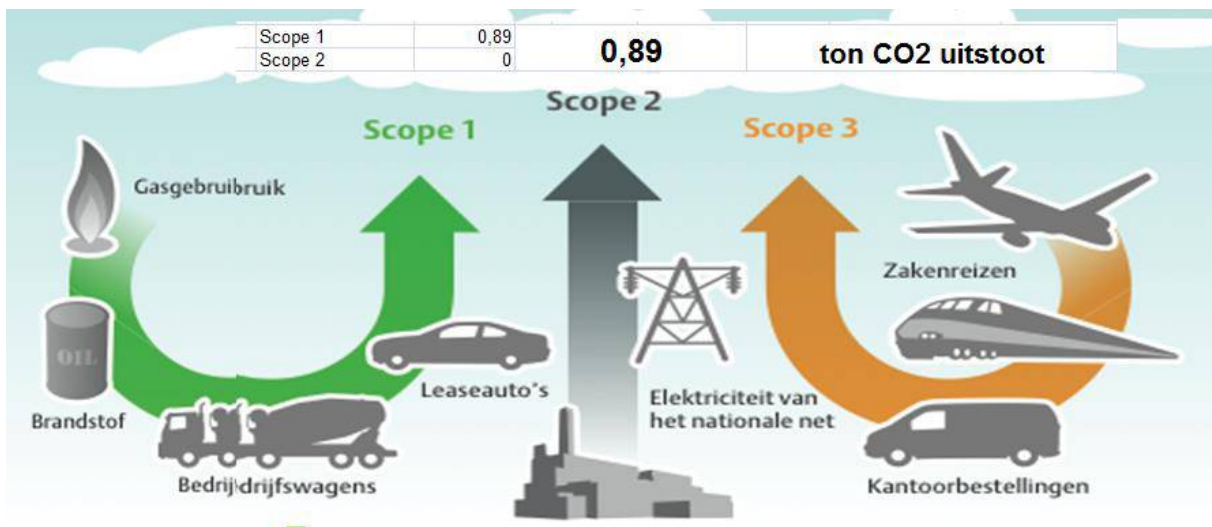 Scope 1 0,89
Scope 2 0
0,89 ton CO2 uitstoot
Scope 2
Scope 1
Scope 3
Gasgebruibruik
Zakenreizen
OIL
Leaseauto's
Elektriciteit van
het nationale net
Brandstof
Bedrijdrijfswagens
Kantoorbestellingen